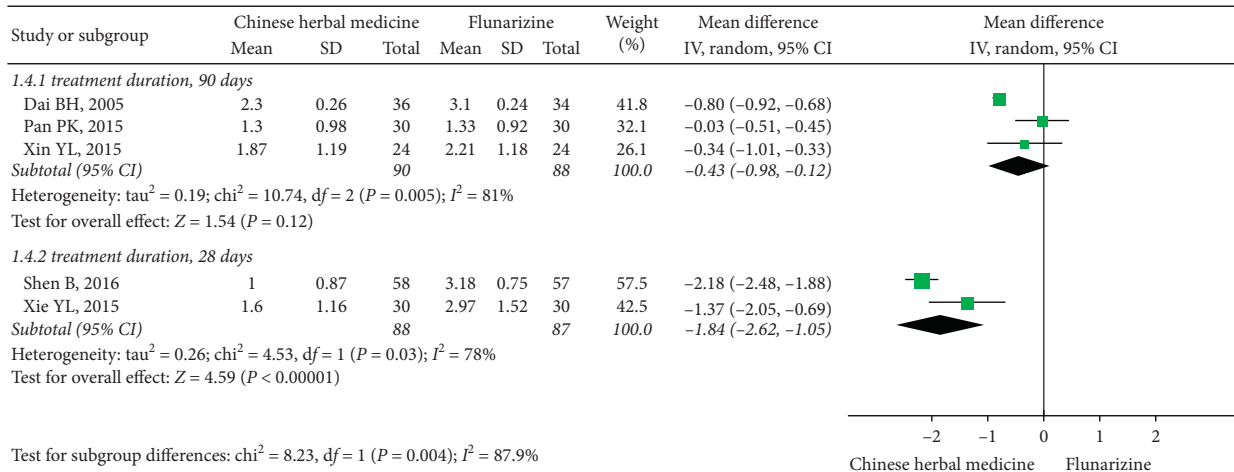 Study or subgroup Chinese herbal medicine Flunarizine Weight (%) Mean difference IV, random, 95% CI Mean difference IV, random, 95% CI
Mean SD Total Mean SD Total
1.4.1 treatment duration, 90 days
Dai BH, 2005 2.3 0.26 36 3.1 0.24 34 41.8 –0.80 (–0.92, –0.68)
Pan PK, 2015 1.3 0.98 30 1.33 0.92 30 32.1 –0.03 (–0.51, –0.45)
Xin YL, 2015 1.87 1.19 24 2.21 1.18 24 26.1 –0.34 (–1.01, –0.33)
Subtotal (95% CI) 90 88 100.0 –0.43 (–0.98, –0.12)
Heterogeneity: tau² = 0.19; chi² = 10.74, df = 2 (P = 0.005); I² = 81%
Test for overall effect: Z = 1.54 (P = 0.12)
1.4.2 treatment duration, 28 days
Shen B, 2016 1 0.87 58 3.18 0.75 57 57.5 –2.18 (–2.48, –1.88)
Xie YL, 2015 1.6 1.16 30 2.97 1.52 30 42.5 –1.37 (–2.05, –0.69)
Subtotal (95% CI) 88 87 100.0 –1.84 (–2.62, –1.05)
Heterogeneity: tau² = 0.26; chi² = 4.53, df = 1 (P = 0.03); I² = 78%
Test for overall effect: Z = 4.59 (P < 0.00001)
Test for subgroup differences: chi² = 8.23, df = 1 (P = 0.004); I² = 87.9%
–2 –1 0 1 2
Chinese herbal medicine Flunarizine